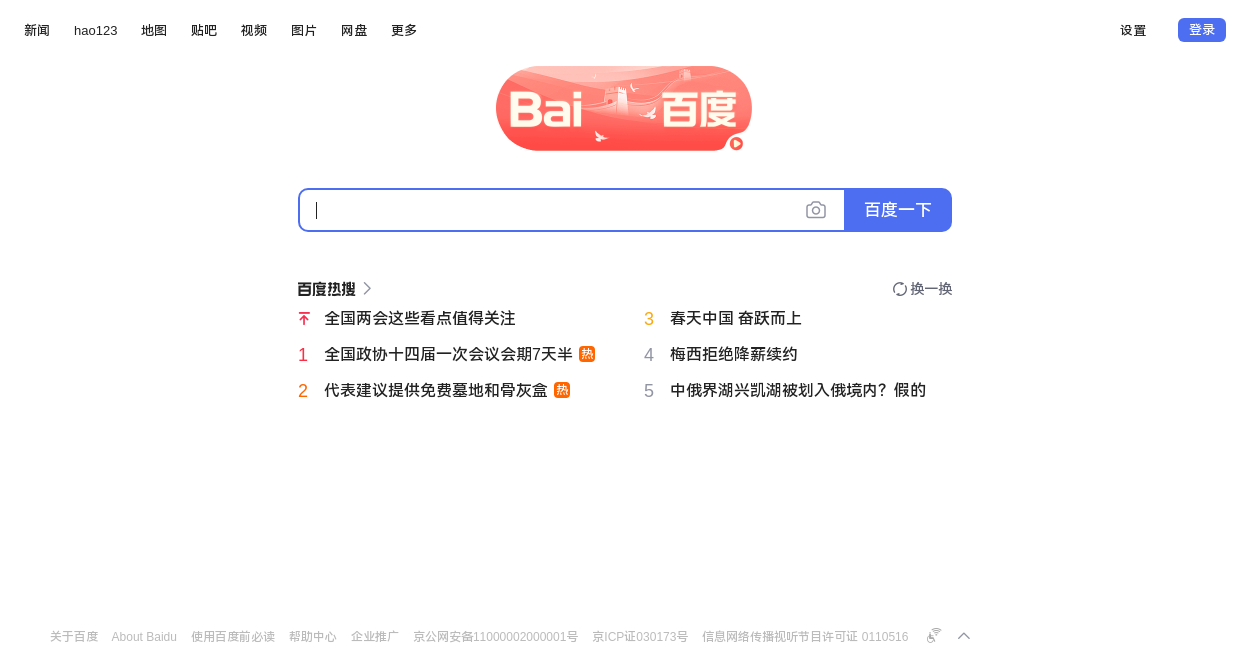 新闻 hao123 地图 贴吧 视频 图片 网盘 更多 设置 登录
Bai 百度
百度一下
百度热搜 换一换
全国两会这些看点值得关注
1 全国政协十四届一次会议会期7天半 热
2 代表建议提供免费墓地和骨灰盒 热
3 春天中国 奋跃而上
4 梅西拒绝降薪续约
5 中俄界湖兴凯湖被划入俄境内？假的
关于百度 About Baidu 使用百度前必读 帮助中心 企业推广 京公网安备11000002000001号 京ICP证030173号 信息网络传播视听节目许可证 0110516